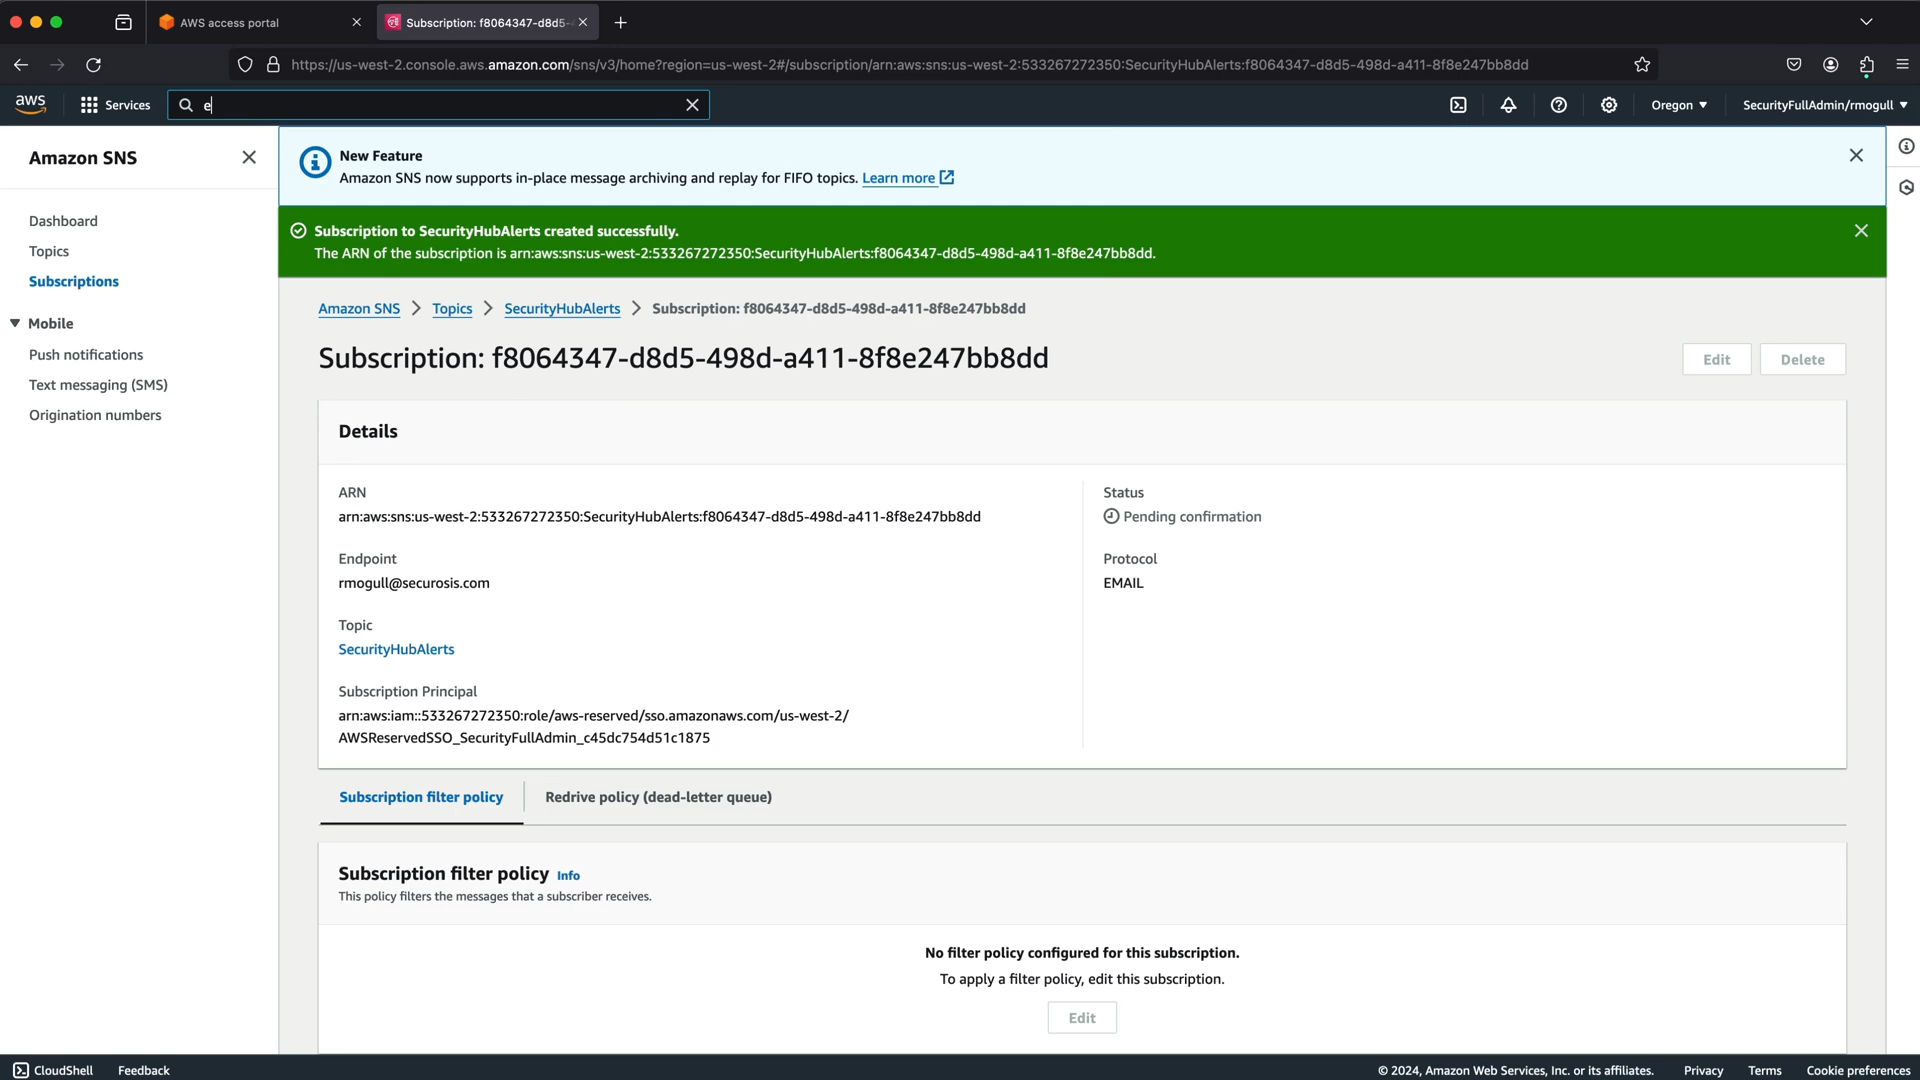 AWS access portal
Subscription: f8064347-d8d5-
https://us-west-2.console.aws.amazon.com/sns/v3/home?region=us-west-2#/subscription/arn:aws:sns:us-west-2:533267272350:SecurityHubAlerts:f8064347-d8d5-498d-a411-8f8e247bb8dd
aws
Services
e
Oregon
SecurityFullAdmin/rmogull
Amazon SNS
Dashboard
Topics
Subscriptions
Mobile
Push notifications
Text messaging (SMS)
Origination numbers
New Feature
Amazon SNS now supports in-place message archiving and replay for FIFO topics. Learn more
Subscription to SecurityHubAlerts created successfully.
The ARN of the subscription is arn:aws:sns:us-west-2:533267272350:SecurityHubAlerts:f8064347-d8d5-498d-a411-8f8e247bb8dd.
Amazon SNS > Topics > SecurityHubAlerts > Subscription: f8064347-d8d5-498d-a411-8f8e247bb8dd
Subscription: f8064347-d8d5-498d-a411-8f8e247bb8dd
Edit
Delete
Details
ARN
arn:aws:sns:us-west-2:533267272350:SecurityHubAlerts:f8064347-d8d5-498d-a411-8f8e247bb8dd
Endpoint
rmogull@securosis.com
Topic
SecurityHubAlerts
Subscription Principal
arn:aws:iam::533267272350:role/aws-reserved/sso.amazonaws.com/us-west-2/
AWSReservedSSO_SecurityFullAdmin_c45dc754d51c1875
Status
Pending confirmation
Protocol
EMAIL
Subscription filter policy
Redrive policy (dead-letter queue)
Subscription filter policy Info
This policy filters the messages that a subscriber receives.
No filter policy configured for this subscription.
To apply a filter policy, edit this subscription.
Edit
CloudShell
Feedback
© 2024, Amazon Web Services, Inc. or its affiliates.
Privacy
Terms
Cookie preferences